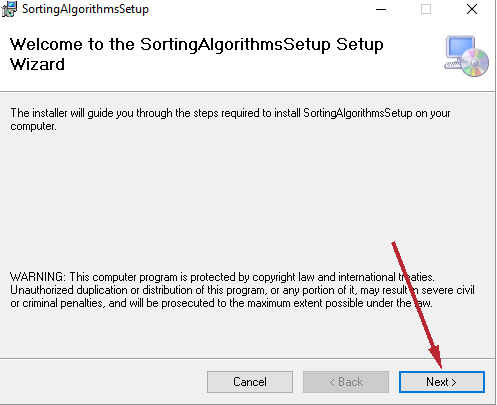 SortingAlgorithmsSetup
Welcome to the SortingAlgorithmsSetup Setup
Wizard
The installer will guide you through the steps required to install SortingAlgorithmsSetup on your
computer.
WARNING: This computer program is protected by copyright law and international treaties.
Unauthorized duplication or distribution of this program, or any portion of it, may result in severe civil
or criminal penalties, and will be prosecuted to the maximum extent possible under the law.
Cancel
< Back
Next >